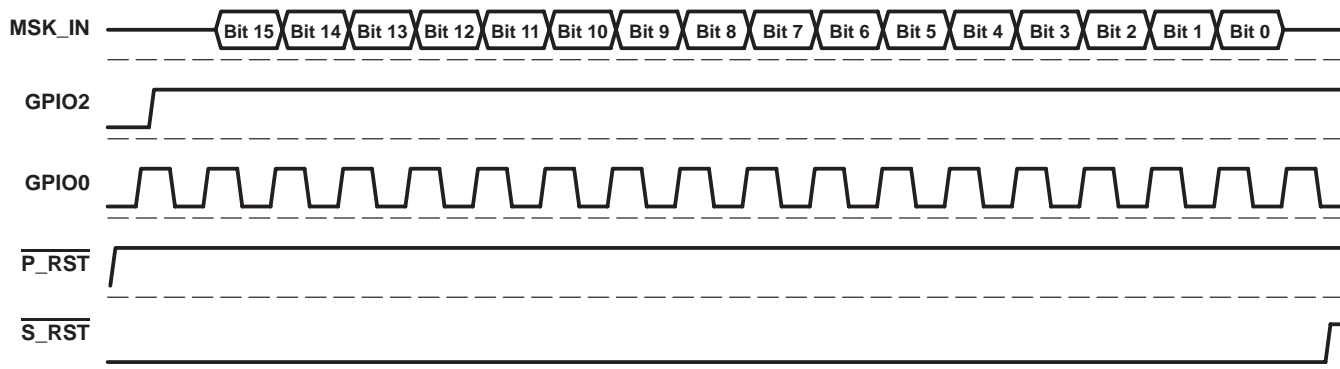 MSK_IN Bit 15 Bit 14 Bit 13 Bit 12 Bit 11 Bit 10 Bit 9 Bit 8 Bit 7 Bit 6 Bit 5 Bit 4 Bit 3 Bit 2 Bit 1 Bit 0
GPIO2
GPIO0
P_RST
S_RST